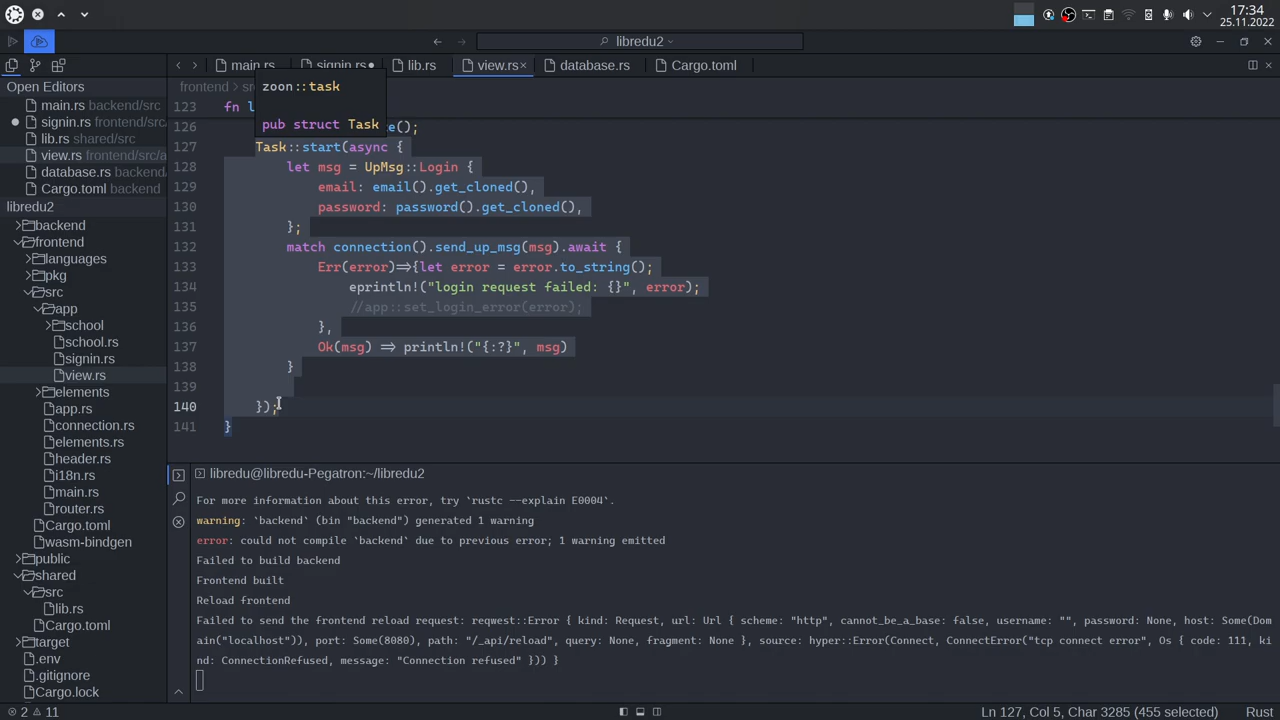 17:34
25.11.2022
libredu2
main.rs
signin.rs
lib.rs
view.rs
database.rs
Cargo.toml
Open Editors
main.rs backend/src
signin.rs frontend/src
lib.rs shared/src
view.rs frontend/src/a
database.rs backend/
Cargo.toml backend
libredu2
backend
frontend
languages
pkg
src
app
school
school.rs
signin.rs
view.rs
elements
app.rs
connection.rs
elements.rs
header.rs
i18n.rs
main.rs
router.rs
Cargo.toml
wasm-bindgen
public
shared
src
lib.rs
Cargo.toml
target
.env
.gitignore
Cargo.lock
frontend
zoon::task
pub struct Task
123 fn l
126 e();
127 Task::start(async {
128 let msg = UpMsg::Login {
129 email: email().get_cloned(),
130 password: password().get_cloned(),
131 };
132 match connection().send_up_msg(msg).await {
133 Err(error)=>{let error = error.to_string();
134 eprintln!("login request failed: {}", error);
135 //app::set_login_error(error);
136 },
137 Ok(msg) => println!("{:?}", msg)
138 }
139
140 });
141 }
libredu@libredu-Pegatron:~/libredu2
For more information about this error, try `rustc --explain E0004`.
warning: `backend` (bin "backend") generated 1 warning
error: could not compile `backend` due to previous error; 1 warning emitted
Failed to build backend
Frontend built
Reload frontend
Failed to send the frontend reload request: reqwest::Error { kind: Request, url: Url { scheme: "http", cannot_be_a_base: false, username: "", password: None, host: Some(Dom
ain("localhost")), port: Some(8080), path: "/_api/reload", query: None, fragment: None }, source: hyper::Error(Connect, ConnectError("tcp connect error", Os { code: 111, ki
nd: ConnectionRefused, message: "Connection refused" })) }
2 11
Ln 127, Col 5, Char 3285 (455 selected)
Rust